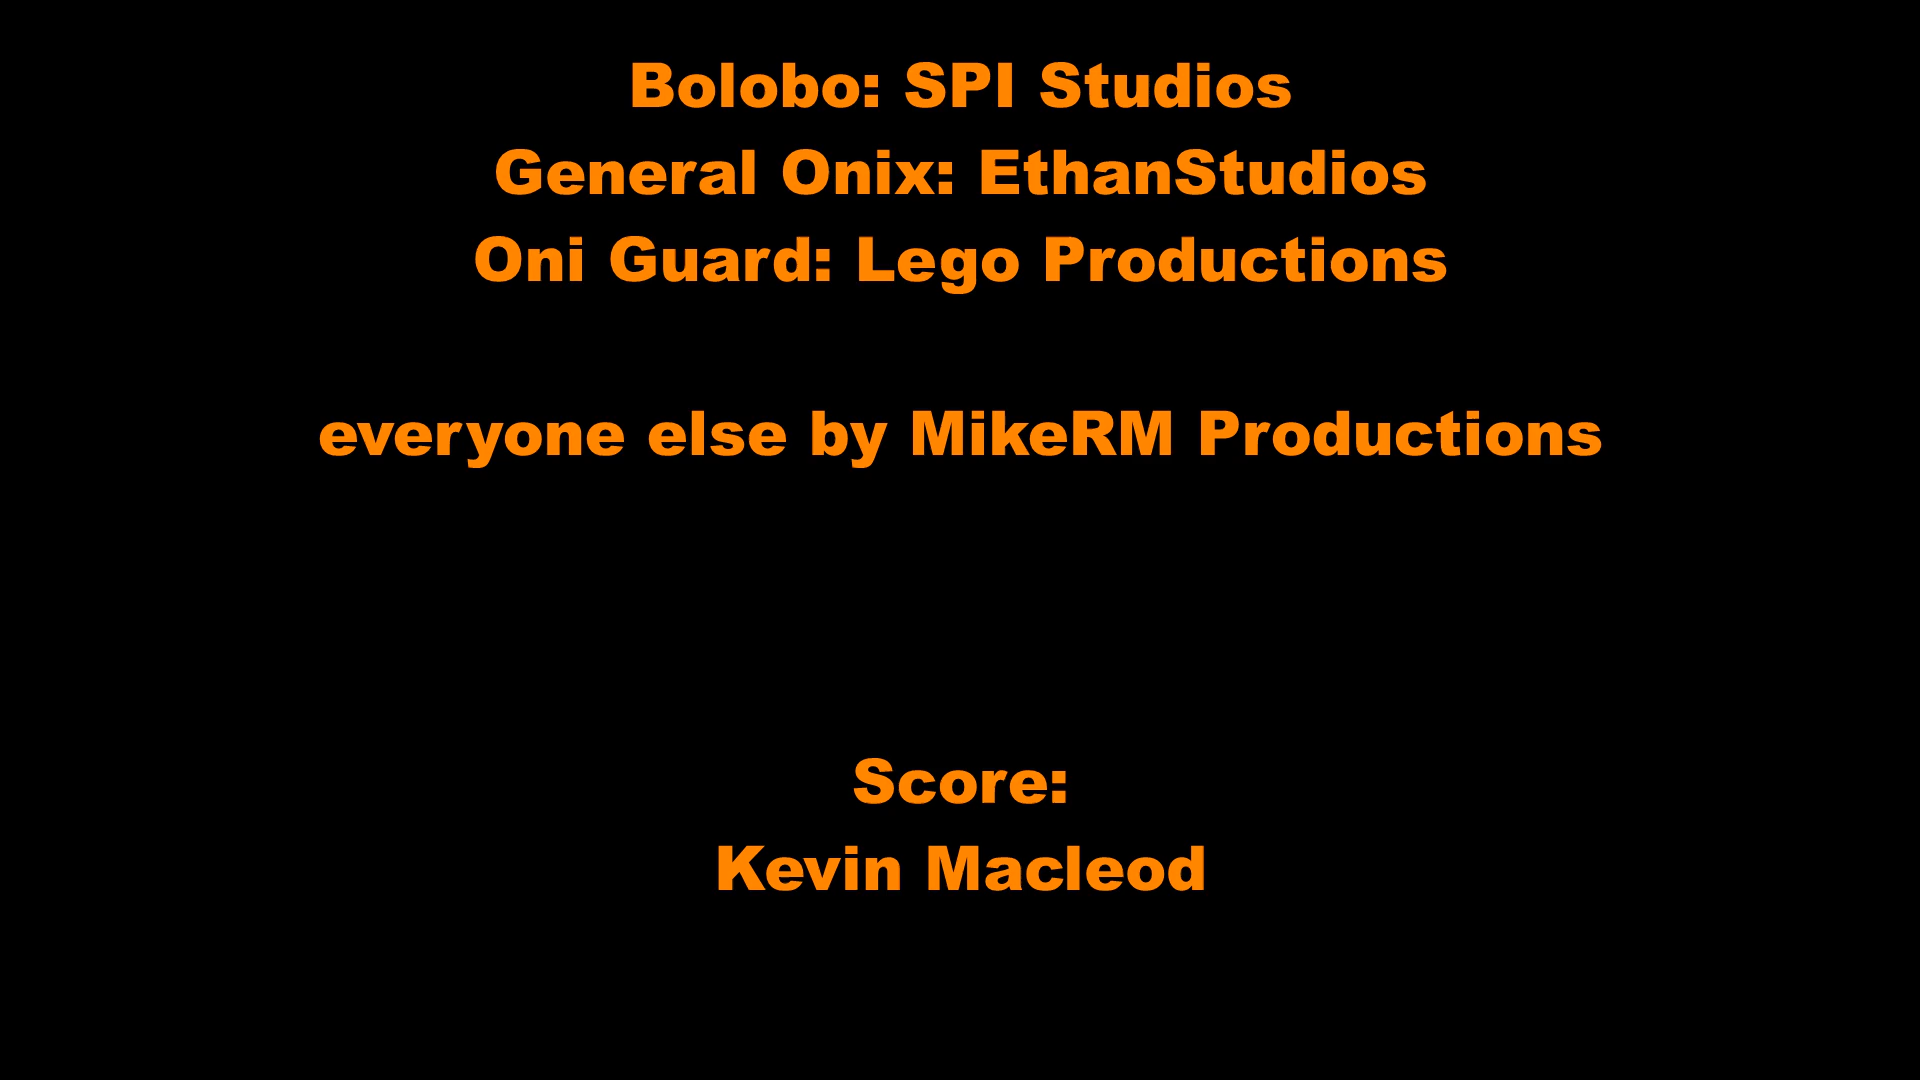 Bolobo: SPI Studios
General Onix: EthanStudios
Oni Guard: Lego Productions
everyone else by MikeRM Productions
Score:
Kevin Macleod